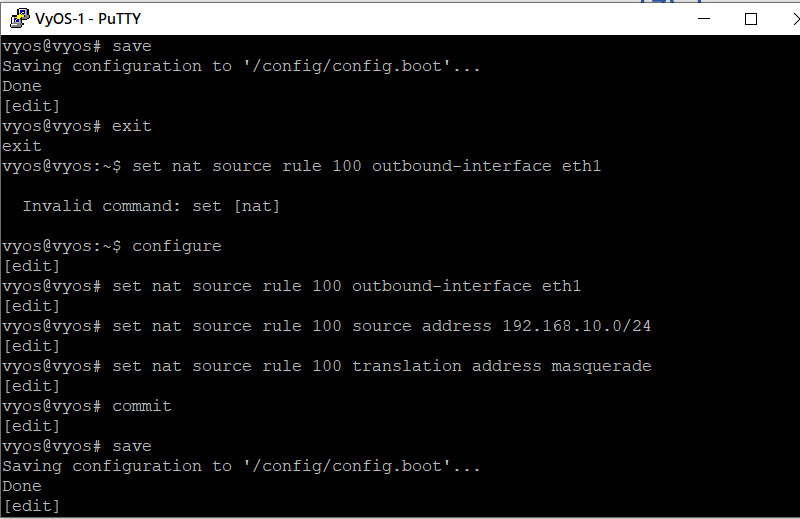 VyOS-1 - PuTTY
vyos@vyos# save
Saving configuration to '/config/config.boot'...
Done
[edit]
vyos@vyos# exit
exit
vyos@vyos:~$ set nat source rule 100 outbound-interface eth1
Invalid command: set [nat]
vyos@vyos:~$ configure
[edit]
vyos@vyos# set nat source rule 100 outbound-interface eth1
[edit]
vyos@vyos# set nat source rule 100 source address 192.168.10.0/24
[edit]
vyos@vyos# set nat source rule 100 translation address masquerade
[edit]
vyos@vyos# commit
[edit]
vyos@vyos# save
Saving configuration to '/config/config.boot'...
Done
[edit]